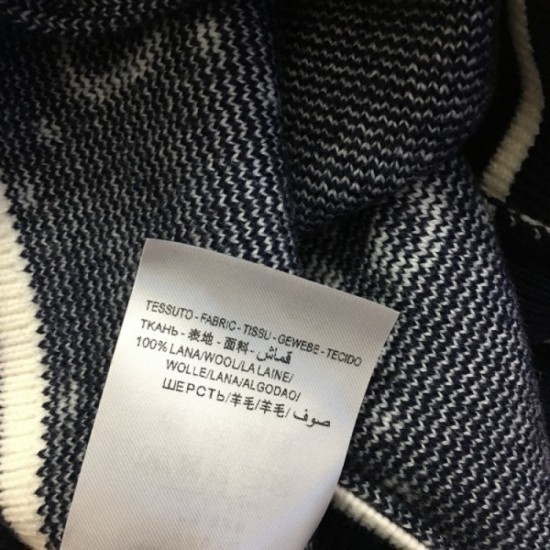 TESSUTO - FABRIC - TISSU - GEWEBE - TECIDO
ТКАНЬ - 表地 - 面料 - قماش
100% LANA/WOOL/LA LAINE/
WOLLE/LANA/ALGODAO/
ШЕРСТЬ/羊毛/羊毛/ صوف